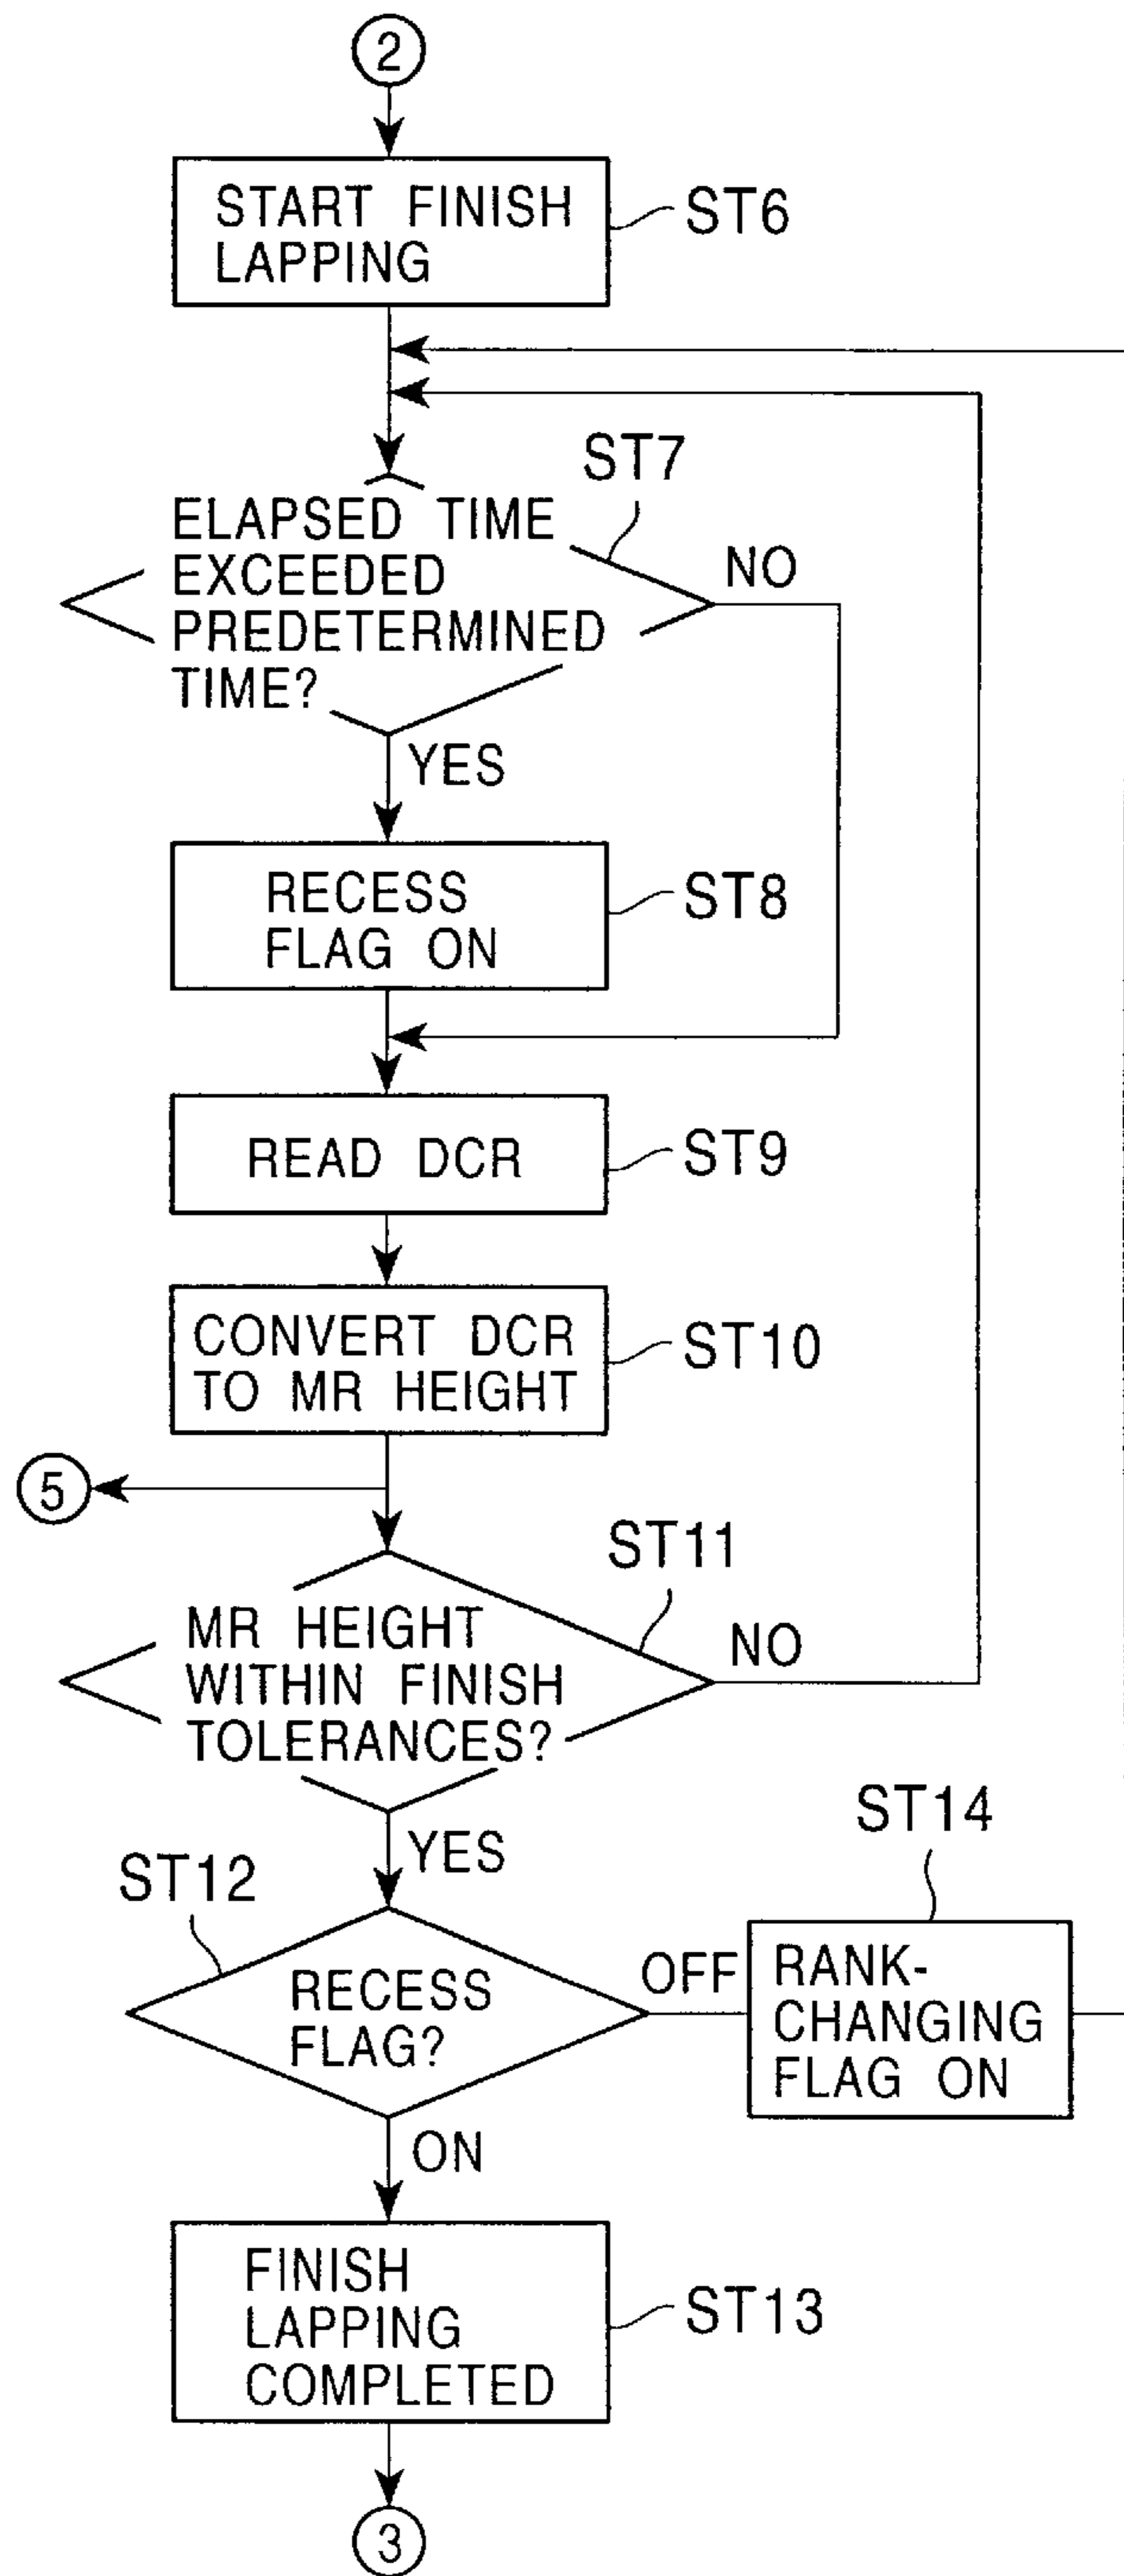 2
START FINISH
LAPPING
ST6
ST7
ELAPSED TIME
EXCEEDED
PREDETERMINED
TIME?
NO
YES
RECESS
FLAG ON
ST8
READ DCR
ST9
CONVERT DCR
TO MR HEIGHT
ST10
5
ST11
MR HEIGHT
WITHIN FINISH
TOLERANCES?
NO
YES
ST12
RECESS
FLAG?
OFF
ST14
RANK-
CHANGING
FLAG ON
ON
FINISH
LAPPING
COMPLETED
ST13
3